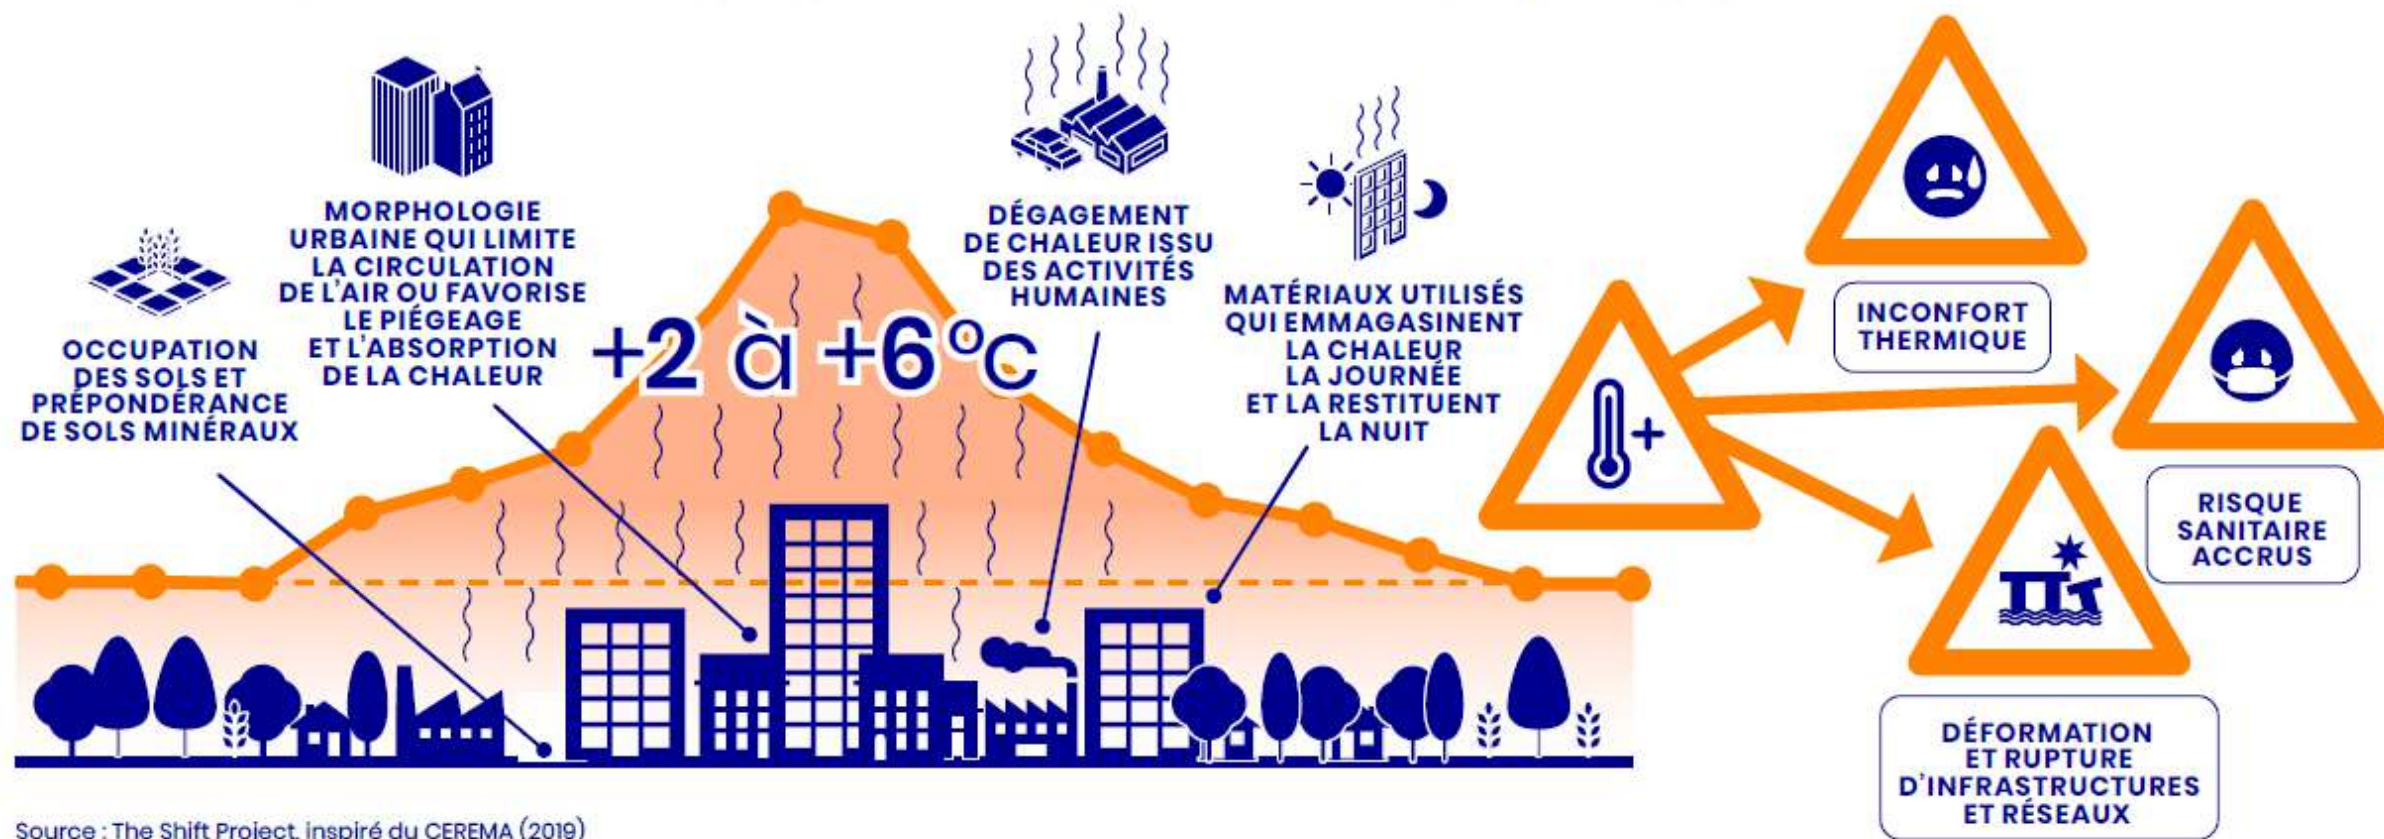 OCCUPATION
DES SOLS ET
PRÉPONDÉRANCE
DE SOLS MINÉRAUX
MORPHOLOGIE
URBAINE QUI LIMITE
LA CIRCULATION
DE L'AIR OU FAVORISE
LE PIÉGEAGE
ET L'ABSORPTION
DE LA CHALEUR
+2 à +6°C
DÉGAGEMENT
DE CHALEUR ISSU
DES ACTIVITÉS
HUMAINES
MATÉRIAUX UTILISÉS
QUI EMMAGASINENT
LA CHALEUR
LA JOURNÉE
ET LA RESTITUENT
LA NUIT
+
INCONFORT
THERMIQUE
RISQUE
SANITAIRE
ACCRUS
DÉFORMATION
ET RUPTURE
D'INFRASTRUCTURES
ET RÉSEAUX
Source : The Shift Project, inspiré du CEREMA (2019)